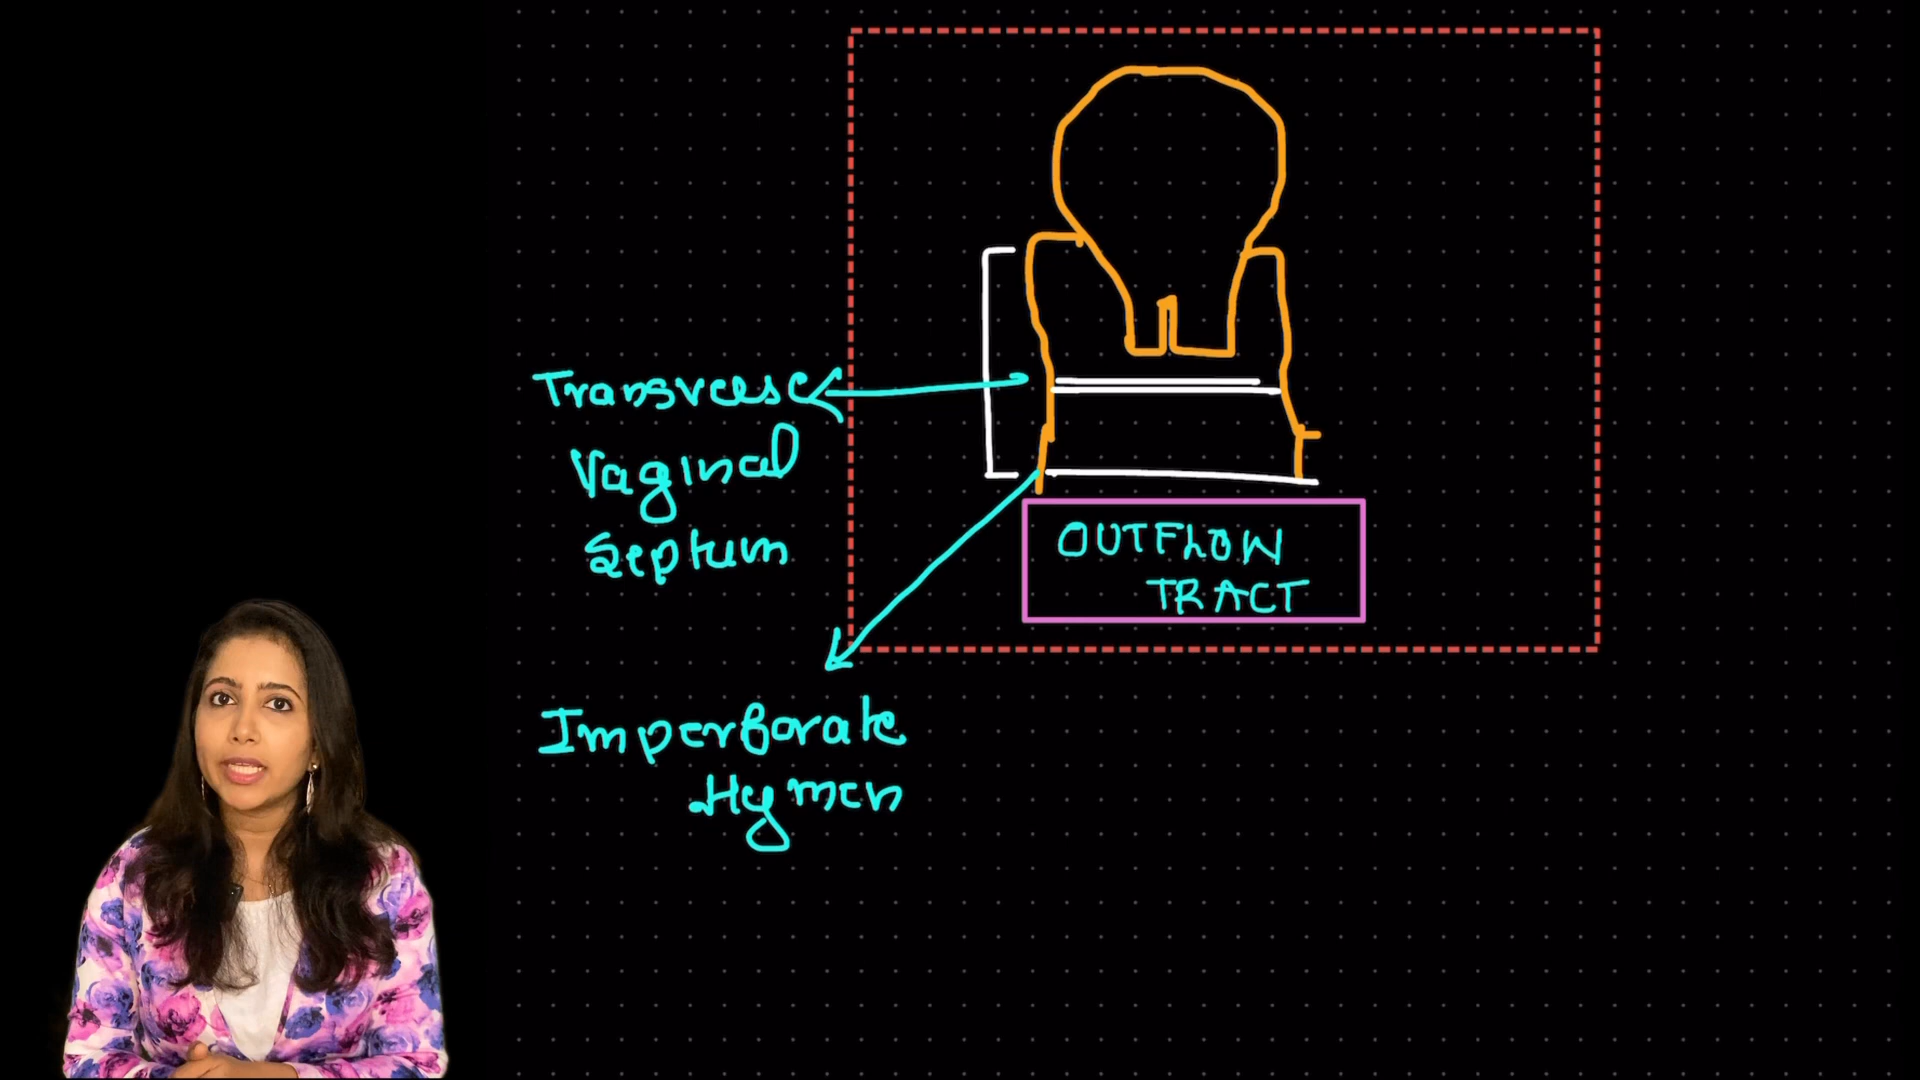 Transverse
Vaginal
Septum
OUTFLOW
TRACT
Imperforate
Hymen